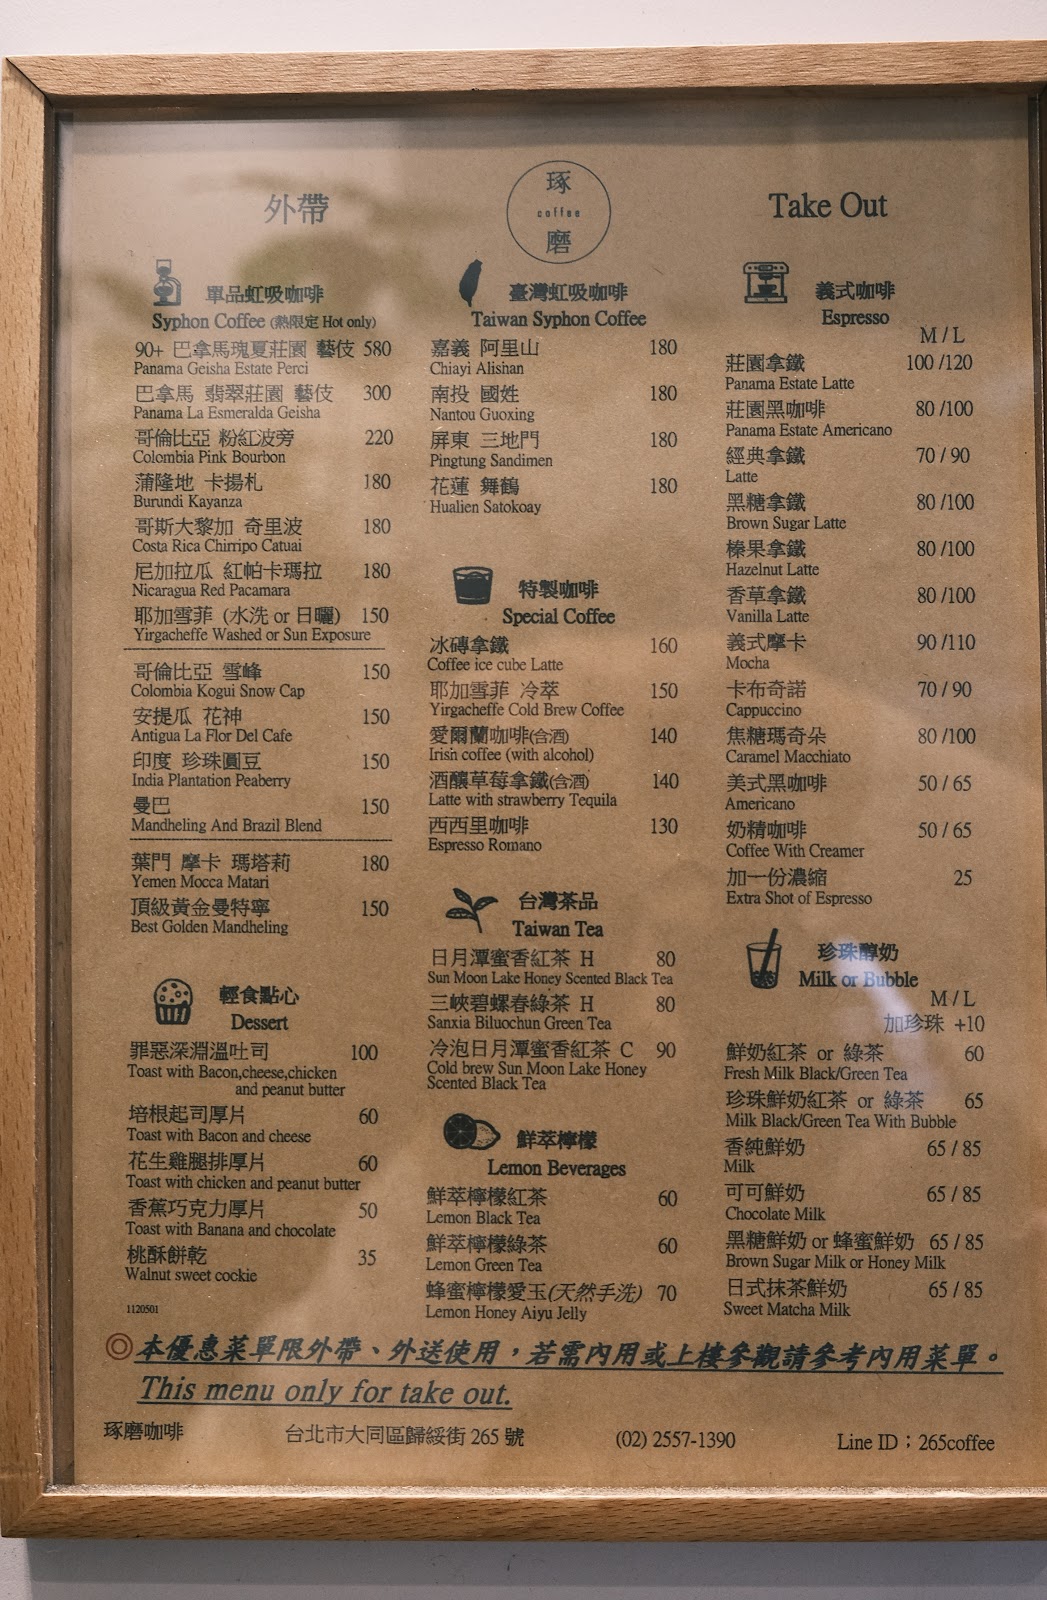 外帶
琢
coffee
磨
Take Out
單品虹吸咖啡
Syphon Coffee (熱限定 Hot only)
90+ 巴拿馬瑰夏莊園 藝伎 580
Panama Geisha Estate Perci
巴拿馬 翡翠莊園 藝伎 300
Panama La Esmeralda Geisha
哥倫比亞 粉紅波旁 220
Colombia Pink Bourbon
蒲隆地 卡揚札 180
Burundi Kayanza
哥斯大黎加 奇里波 180
Costa Rica Chirripo Catuai
尼加拉瓜 紅帕卡瑪拉 180
Nicaragua Red Pacamara
耶加雪菲 (水洗 or 日曬) 150
Yirgacheffe Washed or Sun Exposure
哥倫比亞 雪峰 150
Colombia Kogui Snow Cap
安提瓜 花神 150
Antigua La Flor Del Cafe
印度 珍珠圓豆 150
India Plantation Peaberry
曼巴 150
Mandheling And Brazil Blend
葉門 摩卡 瑪塔莉 180
Yemen Mocca Matari
頂級黃金曼特寧 150
Best Golden Mandheling
輕食點心
Dessert
罪惡深淵溫吐司 100
Toast with Bacon,cheese,chicken
and peanut butter
培根起司厚片 60
Toast with Bacon and cheese
花生雞腿排厚片 60
Toast with chicken and peanut butter
香蕉巧克力厚片 50
Toast with Banana and chocolate
桃酥餅乾 35
Walnut sweet cockie
1120501
臺灣虹吸咖啡
Taiwan Syphon Coffee
嘉義 阿里山 180
Chiayi Alishan
南投 國姓 180
Nantou Guoxing
屏東 三地門 180
Pingtung Sandimen
花蓮 舞鶴 180
Hualien Satokoay
特製咖啡
Special Coffee
冰磚拿鐵 160
Coffee ice cube Latte
耶加雪菲 冷萃 150
Yirgacheffe Cold Brew Coffee
愛爾蘭咖啡(含酒) 140
Irish coffee (with alcohol)
酒釀草莓拿鐵(含酒) 140
Latte with strawberry Tequila
西西里咖啡 130
Espresso Romano
台灣茶品
Taiwan Tea
日月潭蜜香紅茶 H 80
Sun Moon Lake Honey Scented Black Tea
三峽碧螺春綠茶 H 80
Sanxia Biluochun Green Tea
冷泡日月潭蜜香紅茶 C 90
Cold brew Sun Moon Lake Honey
Scented Black Tea
鮮萃檸檬
Lemon Beverages
鮮萃檸檬紅茶 60
Lemon Black Tea
鮮萃檸檬綠茶 60
Lemon Green Tea
蜂蜜檸檬愛玉(天然手洗) 70
Lemon Honey Aiyu Jelly
義式咖啡
Espresso
M / L
莊園拿鐵 100 /120
Panama Estate Latte
莊園黑咖啡 80 /100
Panama Estate Americano
經典拿鐵 70 / 90
Latte
黑糖拿鐵 80 /100
Brown Sugar Latte
榛果拿鐵 80 /100
Hazelnut Latte
香草拿鐵 80 /100
Vanilla Latte
義式摩卡 90 /110
Mocha
卡布奇諾 70 / 90
Cappuccino
焦糖瑪奇朵 80 /100
Caramel Macchiato
美式黑咖啡 50 / 65
Americano
奶精咖啡 50 / 65
Coffee With Creamer
加一份濃縮 25
Extra Shot of Espresso
珍珠醇奶
Milk or Bubble
M / L
加珍珠 +10
鮮奶紅茶 or 綠茶 60
Fresh Milk Black/Green Tea
珍珠鮮奶紅茶 or 綠茶 65
Milk Black/Green Tea With Bubble
香純鮮奶 65 / 85
Milk
可可鮮奶 65 / 85
Chocolate Milk
黑糖鮮奶 or 蜂蜜鮮奶 65 / 85
Brown Sugar Milk or Honey Milk
日式抹茶鮮奶 65 / 85
Sweet Matcha Milk
◎本優惠菜單限外帶、外送使用，若需內用或上樓參觀請參考內用菜單。
This menu only for take out.
琢磨咖啡 台北市大同區歸綏街 265 號 (02) 2557-1390 Line ID；265coffee